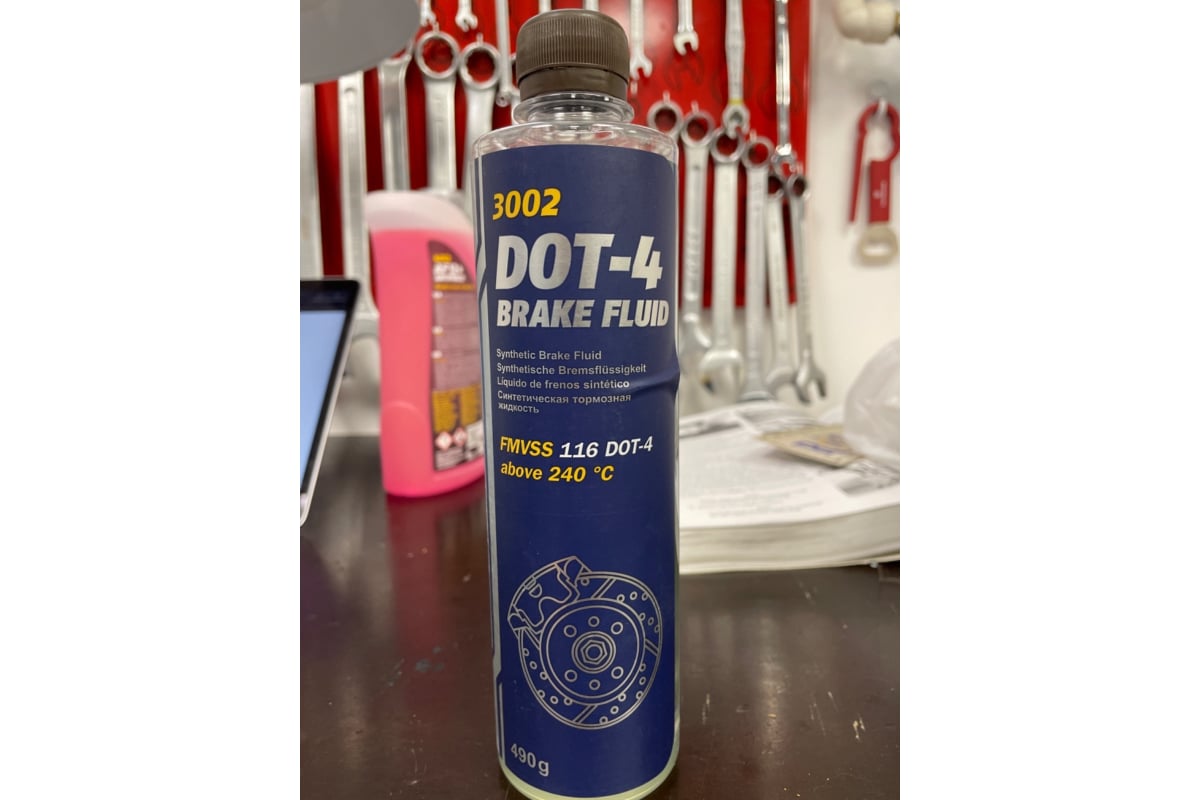 3002
DOT-4
BRAKE FLUID
Synthetic Brake Fluid
Synthetische Bremsflüssigkeit
Líquido de frenos sintético
Синтетическая тормозная
жидкость
FMVSS 116 DOT-4
above 240 °C
490g